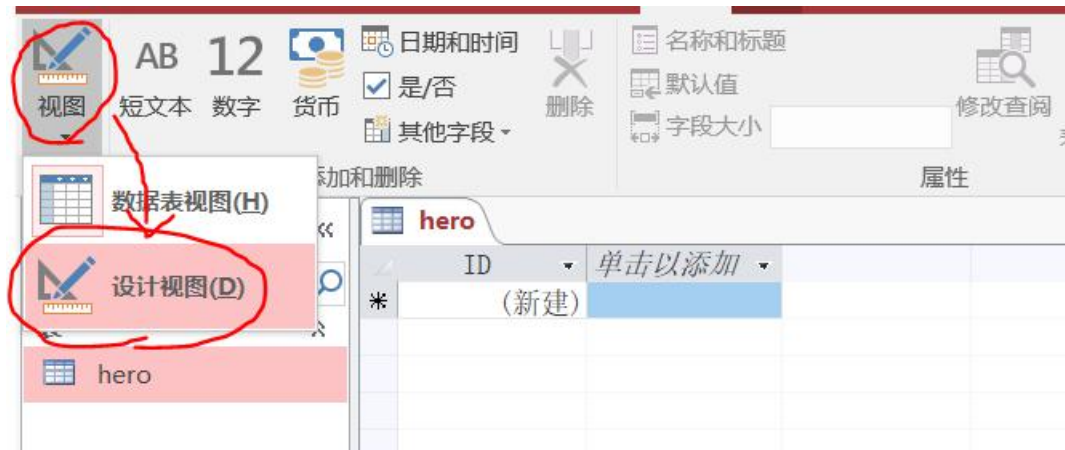 视图
AB
短文本
12
数字
货币
日期和时间
是/否
其他字段
删除
名称和标题
默认值
字段大小
修改查阅
加和删除
属性
数据表视图(H)
设计视图(D)
hero
hero
ID
单击以添加
(新建)